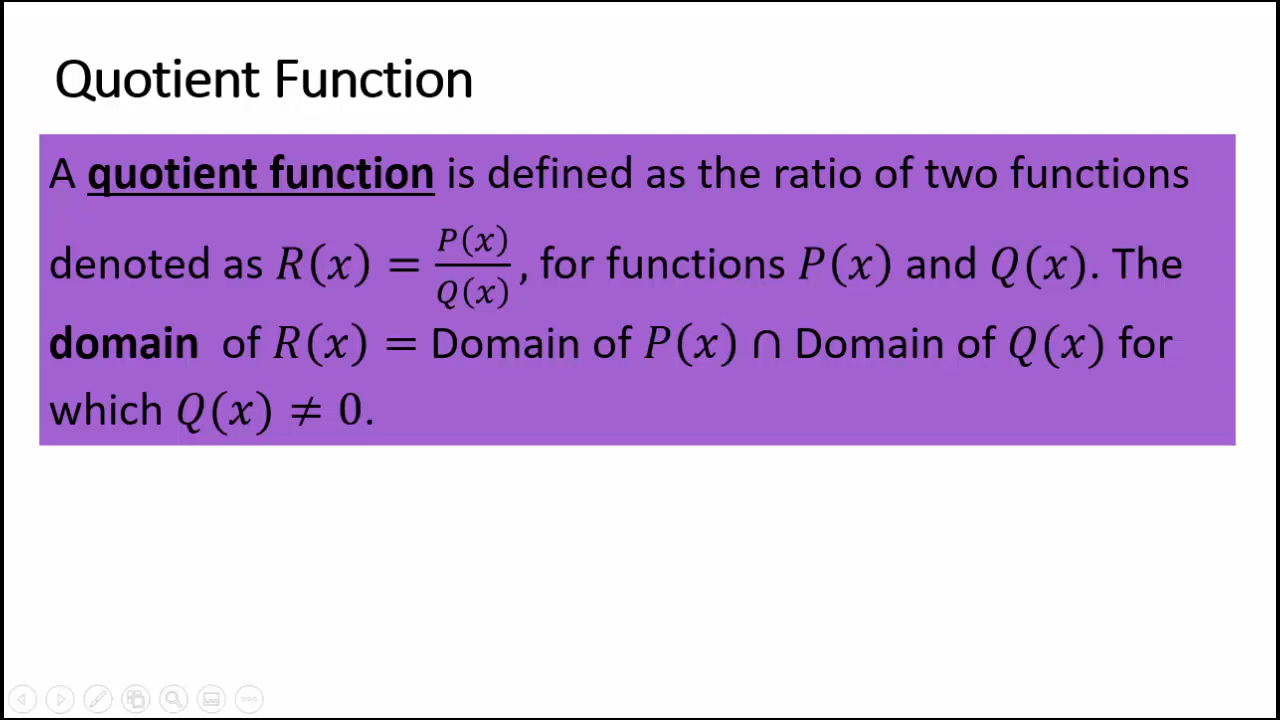 Quotient Function
A quotient function is defined as the ratio of two functions
denoted as R(x) = P(x)/Q(x), for functions P(x) and Q(x). The
domain of R(x) = Domain of P(x) ∩ Domain of Q(x) for
which Q(x) ≠ 0.